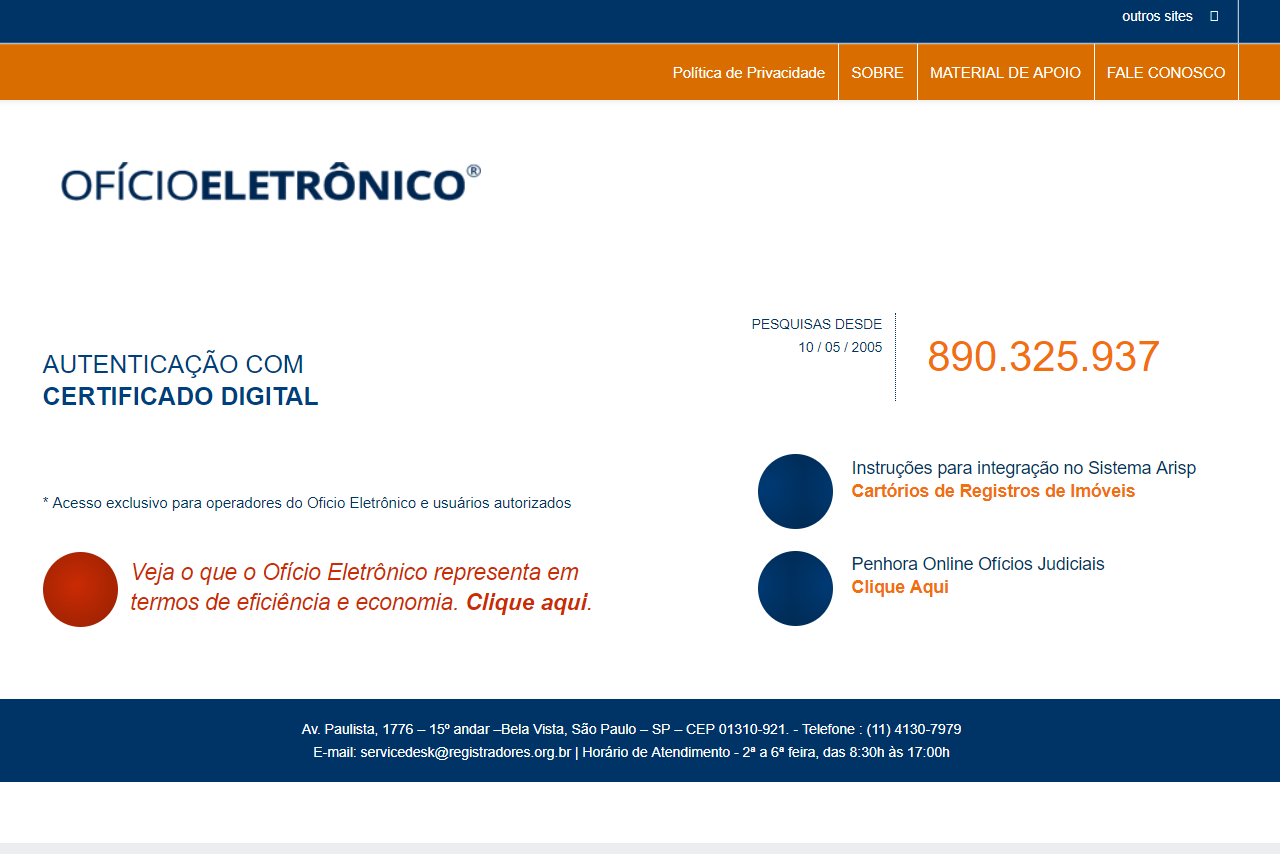 outros sites
Política de Privacidade SOBRE MATERIAL DE APOIO FALE CONOSCO
OFÍCIOELETRÔNICO®
PESQUISAS DESDE
10 / 05 / 2005
890.325.937
AUTENTICAÇÃO COM
CERTIFICADO DIGITAL
Instruções para integração no Sistema Arisp
Cartórios de Registros de Imóveis
* Acesso exclusivo para operadores do Oficio Eletrônico e usuários autorizados
Penhora Online Ofícios Judiciais
Clique Aqui
Veja o que o Ofício Eletrônico representa em
termos de eficiência e economia. Clique aqui.
Av. Paulista, 1776 – 15º andar –Bela Vista, São Paulo – SP – CEP 01310-921. - Telefone : (11) 4130-7979
E-mail: servicedesk@registradores.org.br | Horário de Atendimento - 2ª a 6ª feira, das 8:30h às 17:00h